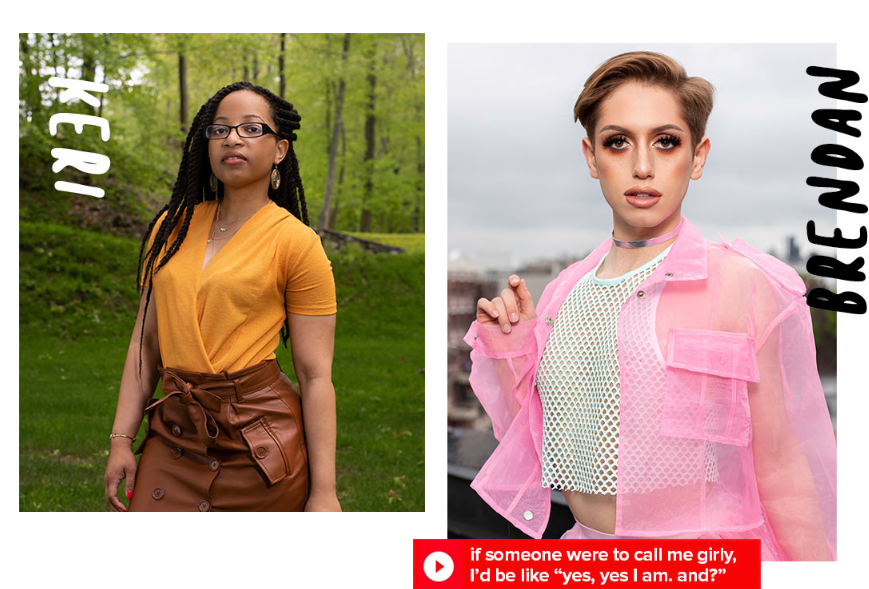 KERI
BRENDAN
if someone were to call me girly,
I'd be like “yes, yes I am. and?”